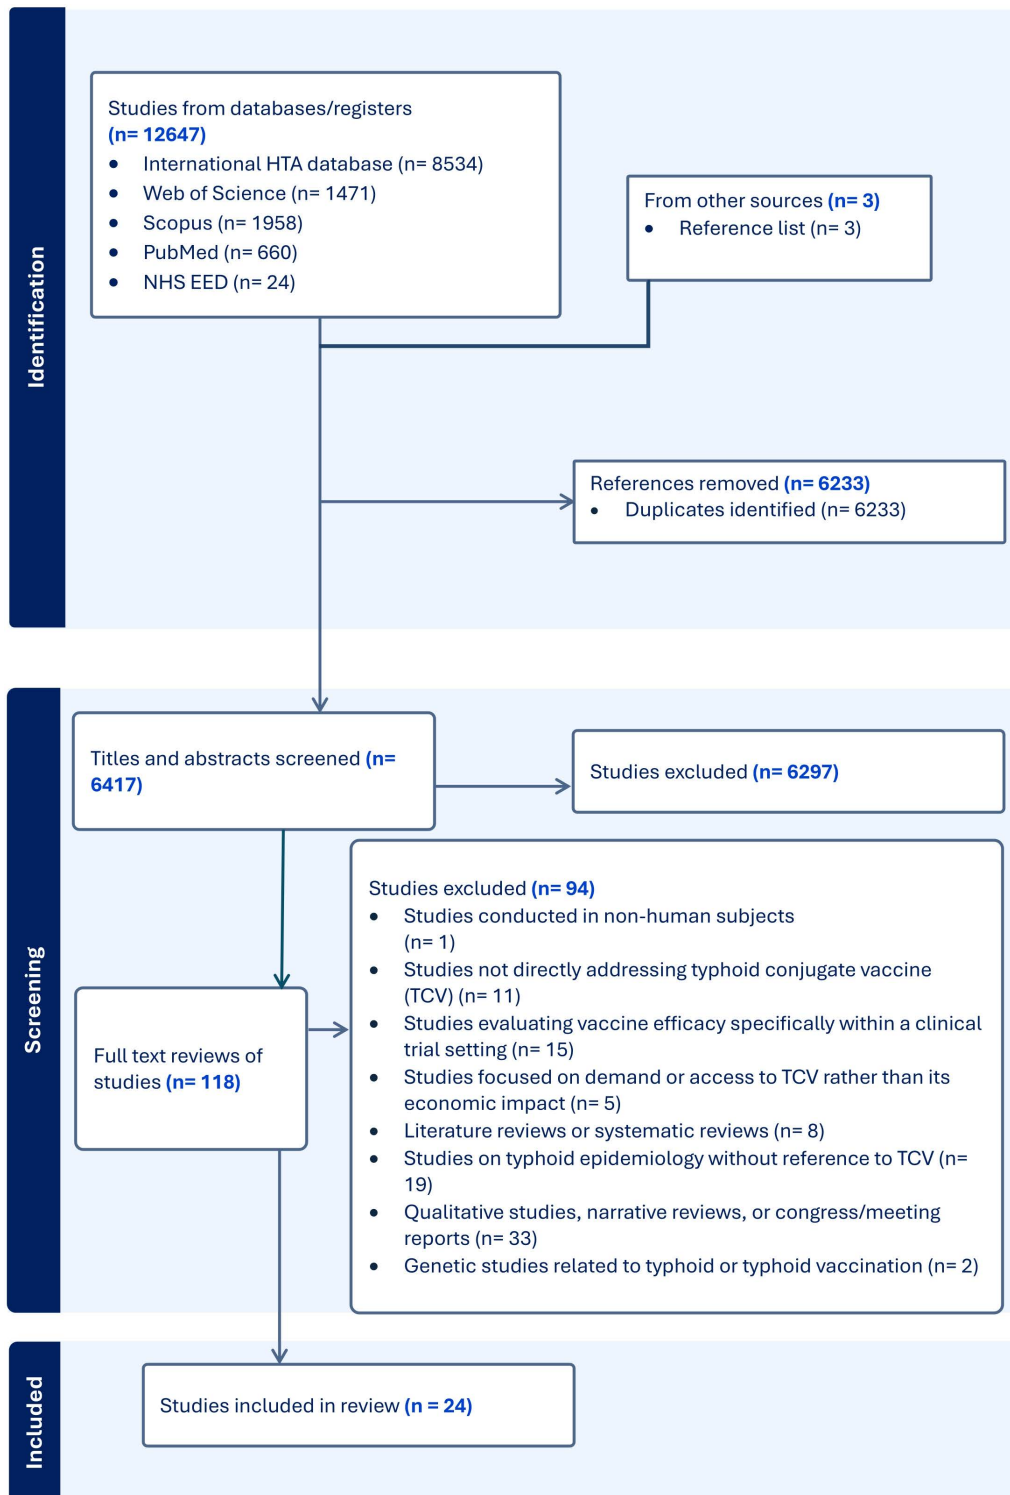 Identification
Studies from databases/registers
(n= 12647)
● International HTA database (n= 8534)
● Web of Science (n= 1471)
● Scopus (n= 1958)
● PubMed (n= 660)
● NHS EED (n= 24)
From other sources (n= 3)
● Reference list (n= 3)
References removed (n= 6233)
● Duplicates identified (n= 6233)
Screening
Titles and abstracts screened (n=
6417)
Studies excluded (n= 6297)
Full text reviews of
studies (n= 118)
Studies excluded (n= 94)
● Studies conducted in non-human subjects
(n= 1)
● Studies not directly addressing typhoid conjugate vaccine
(TCV) (n= 11)
● Studies evaluating vaccine efficacy specifically within a clinical
trial setting (n= 15)
● Studies focused on demand or access to TCV rather than its
economic impact (n= 5)
● Literature reviews or systematic reviews (n= 8)
● Studies on typhoid epidemiology without reference to TCV (n=
19)
● Qualitative studies, narrative reviews, or congress/meeting
reports (n= 33)
● Genetic studies related to typhoid or typhoid vaccination (n= 2)
Included
Studies included in review (n = 24)